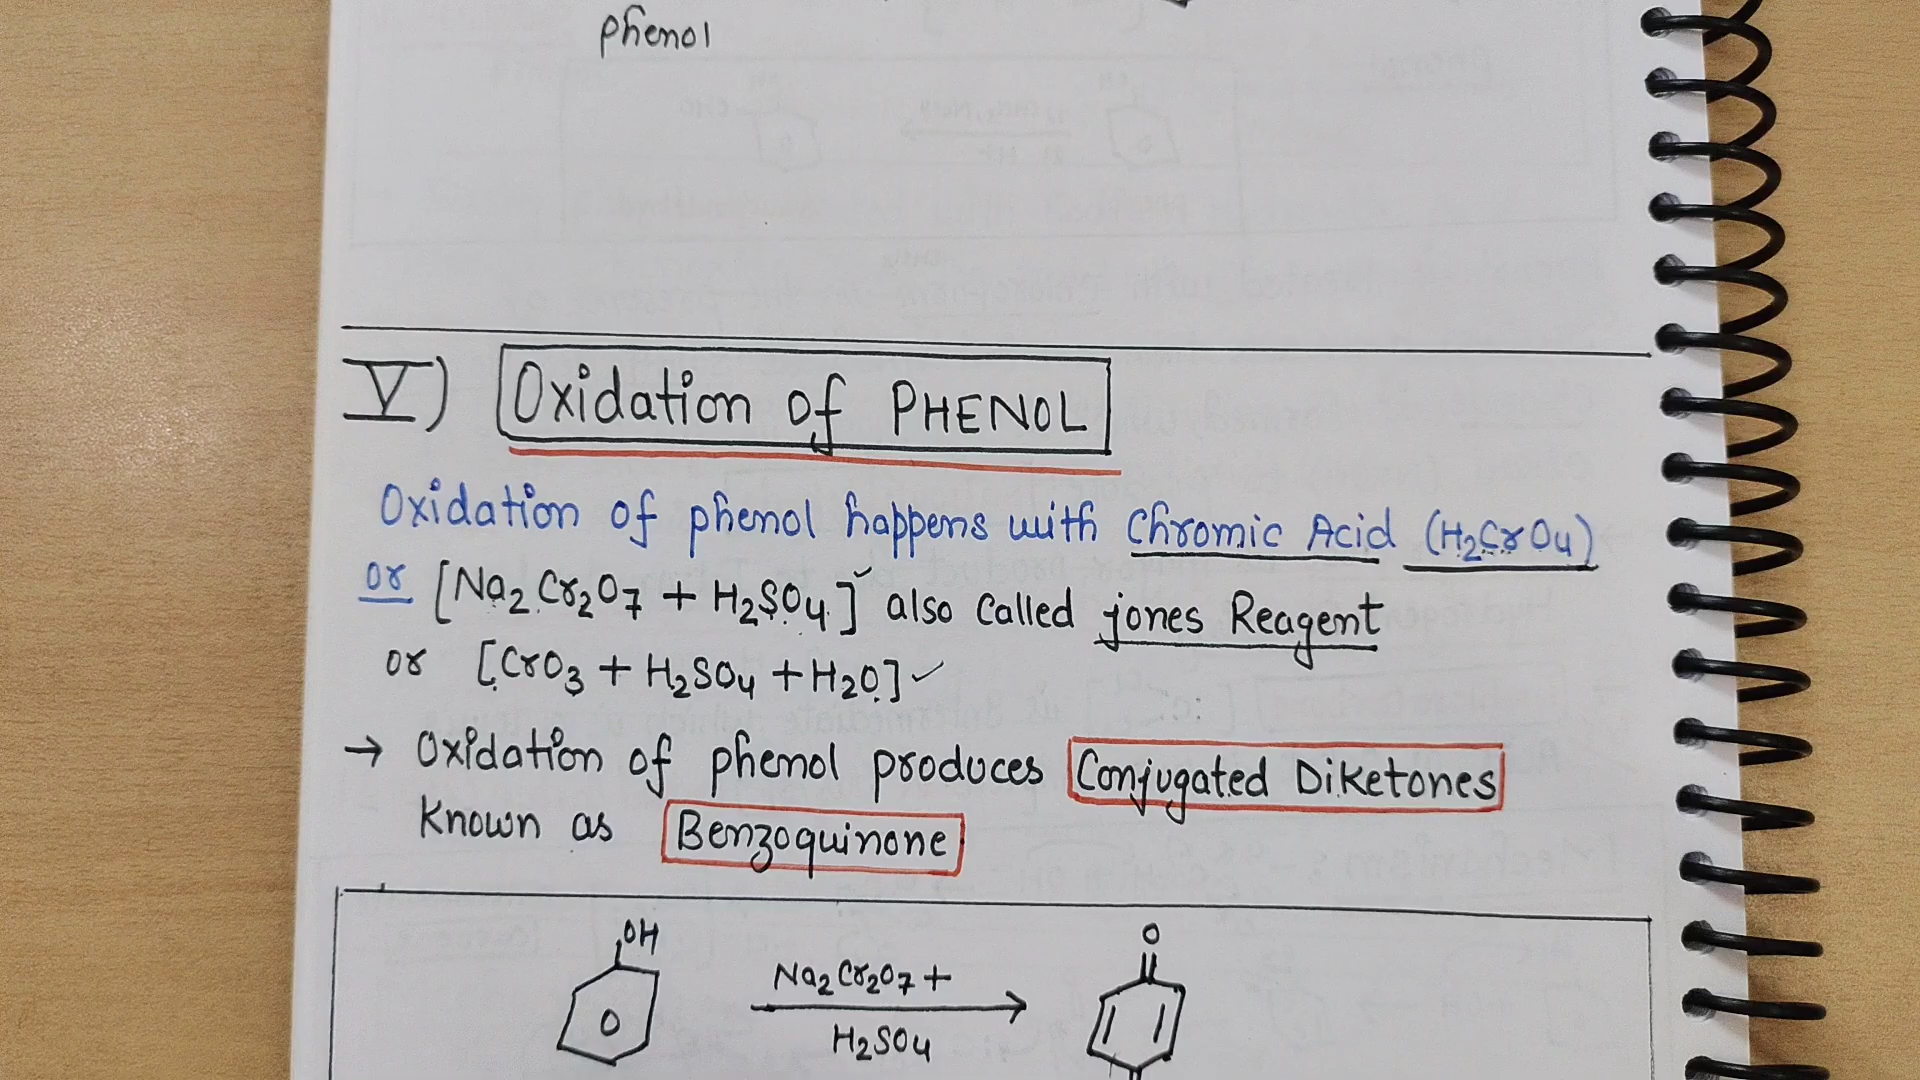 phenol
V) Oxidation of PHENOL
Oxidation of phenol happens with Chromic Acid (H2CrO4)
or [Na2Cr2O7 + H2SO4] also called jones Reagent
or [CrO3 + H2SO4 + H2O]
→ Oxidation of phenol produces Conjugated Diketones
Known as Benzoquinone
OH
Na2Cr2O7 +
H2SO4
O